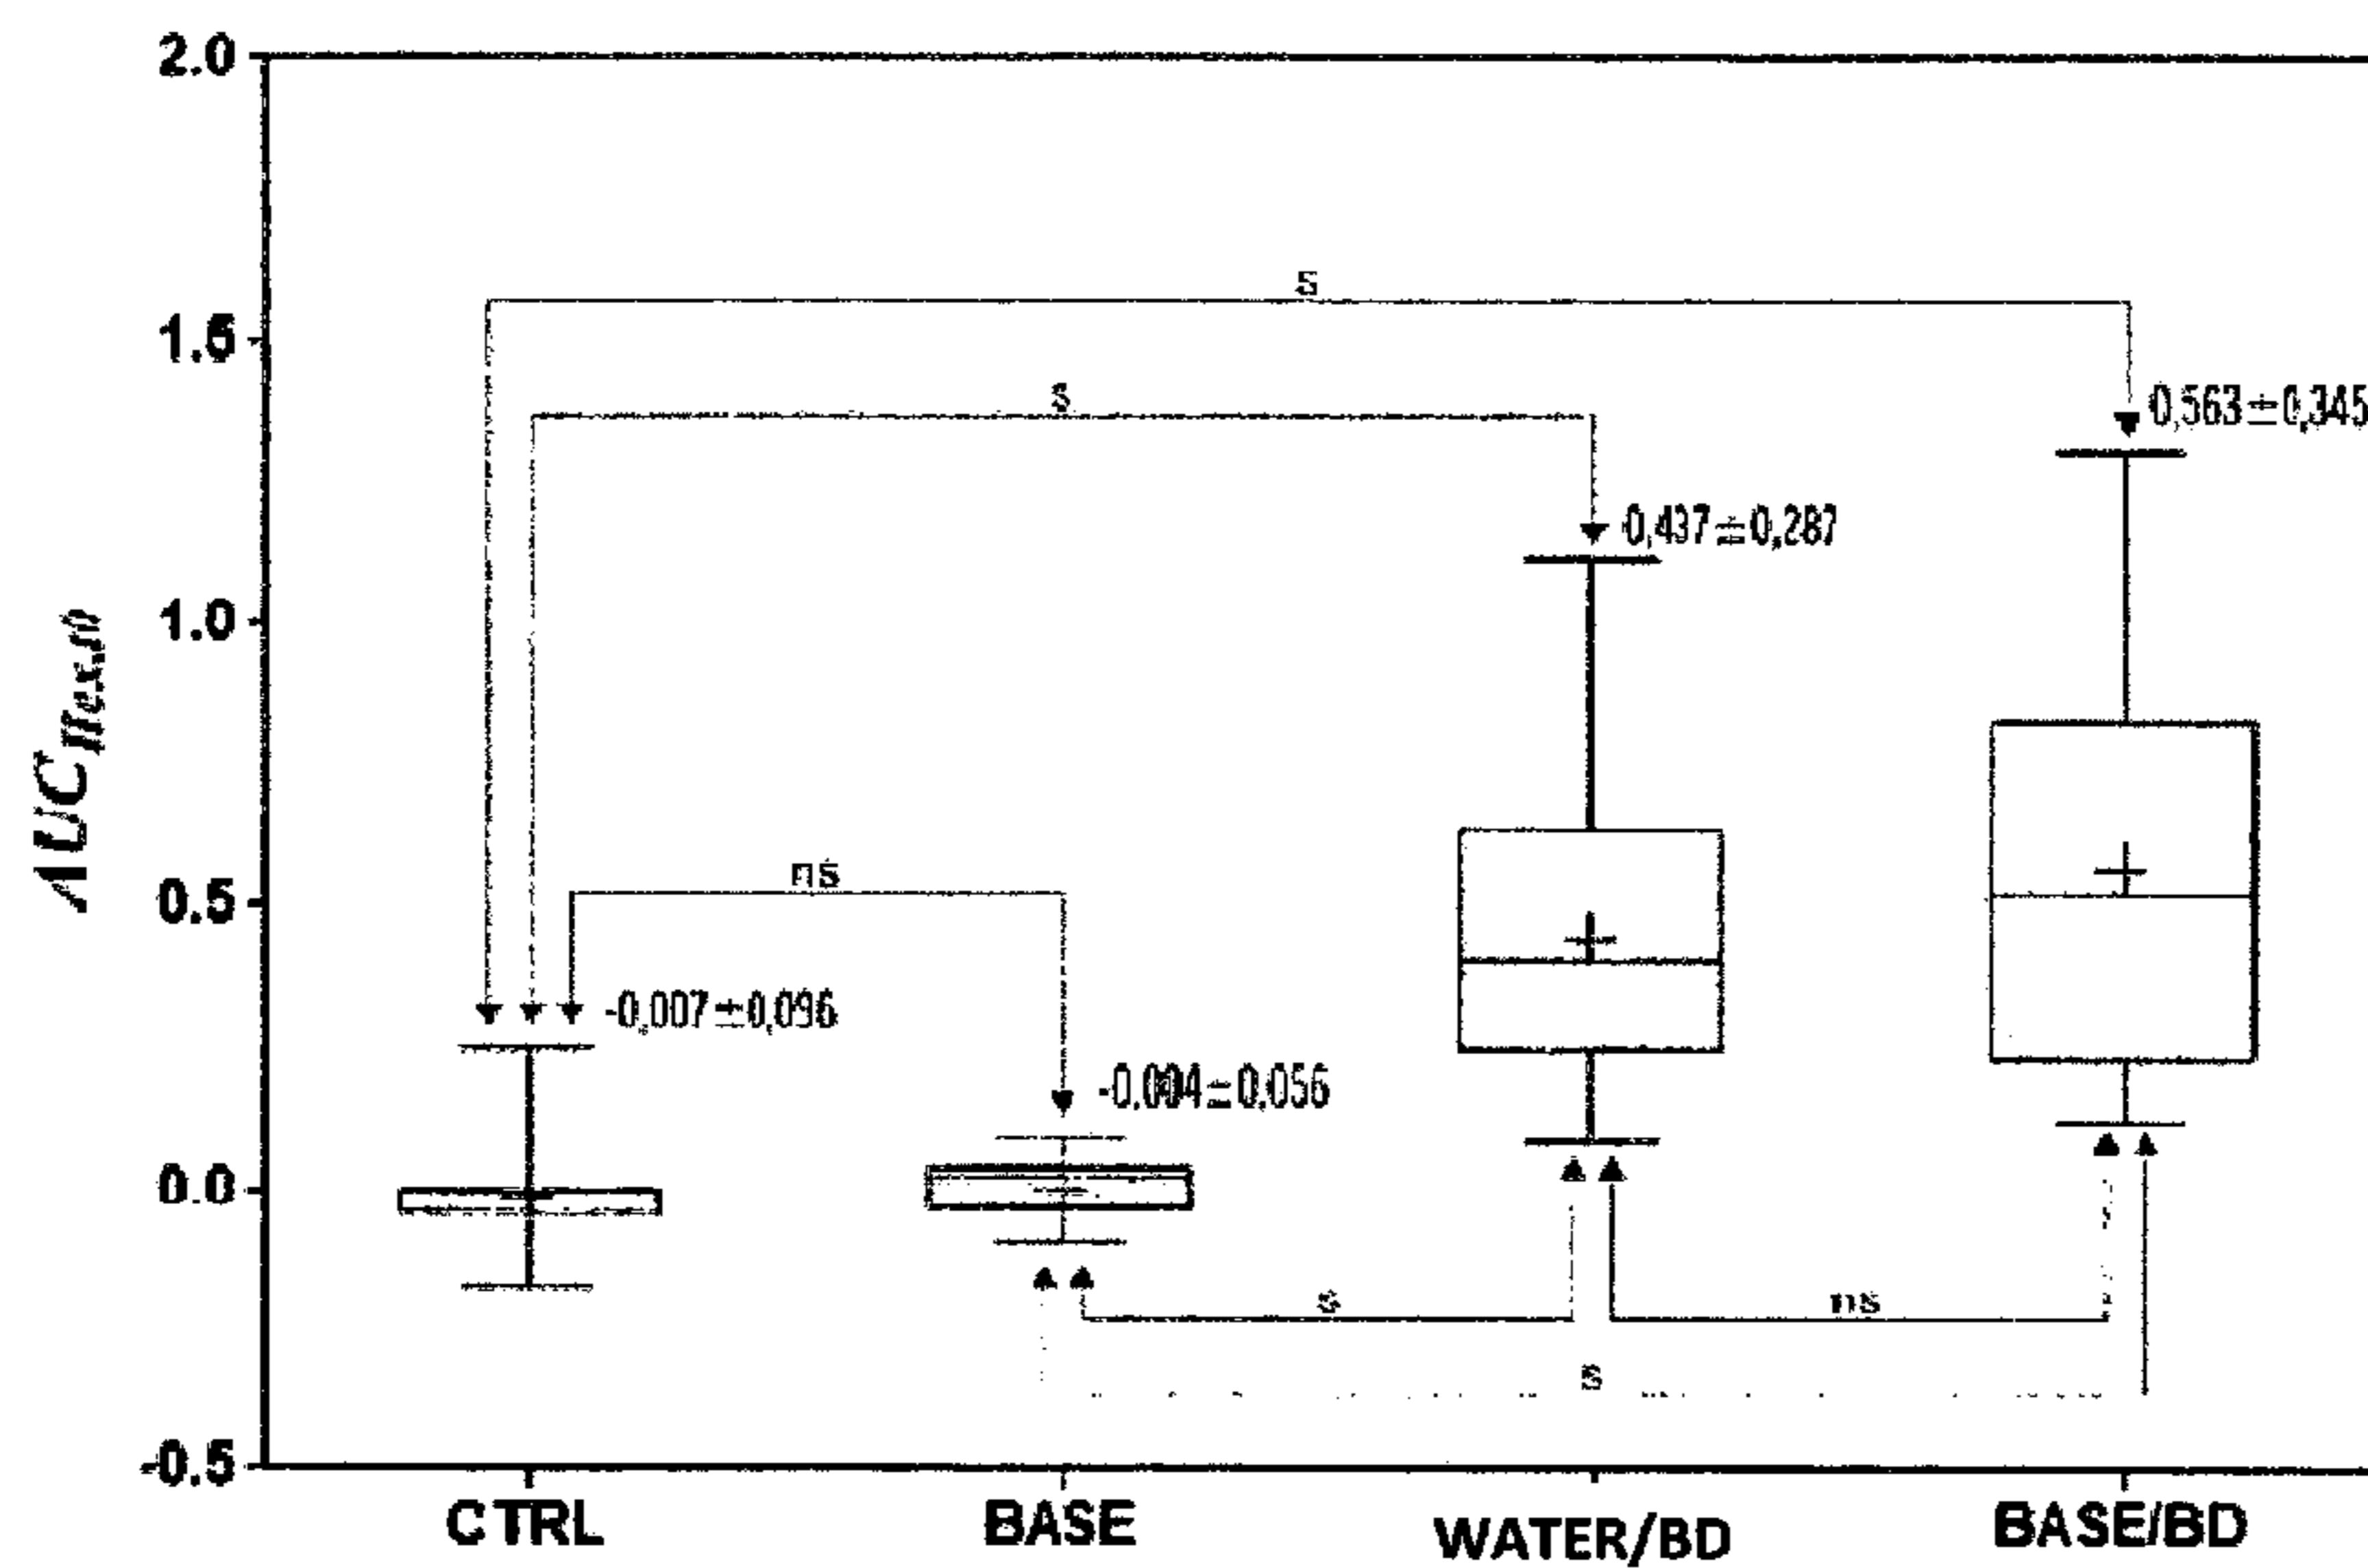 2.0
s
1.5
s
0,563±0,345
0,437±0,287
1.0
AUC
ns
0.5
-0,007±0,096
-0,004±0,056
0.0
s
ns
s
-0.5
CTRL
BASE
WATER/BD
BASE/BD